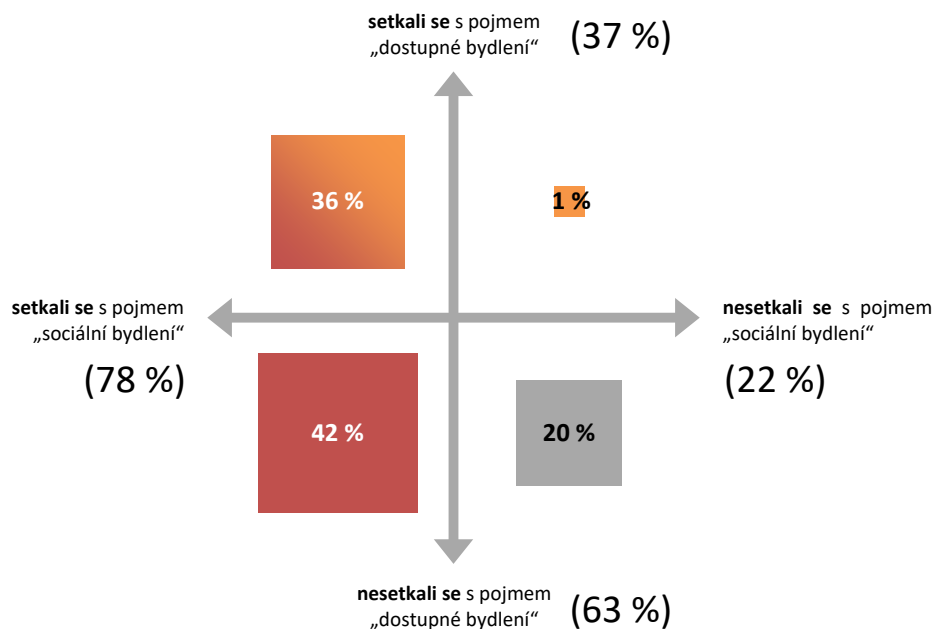 setkali se s pojmem
„dostupné bydlení“
(37 %)
36 %
1 %
setkali se s pojmem
„sociální bydlení“
(78 %)
nesetkali se s pojmem
„sociální bydlení“
(22 %)
42 %
20 %
nesetkali se s pojmem
„dostupné bydlení“
(63 %)